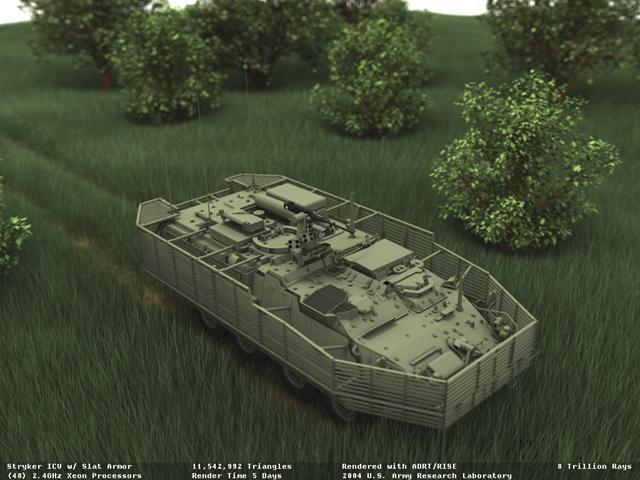 Stryker ICV w/ Slat Armor
11,542,992 Triangles
Rendered with ADRT/RISE
8 Trillion Rays
(48) 2.4GHz Xeon Processors
Render Time 5 Days
2004 U.S. Army Research Laboratory